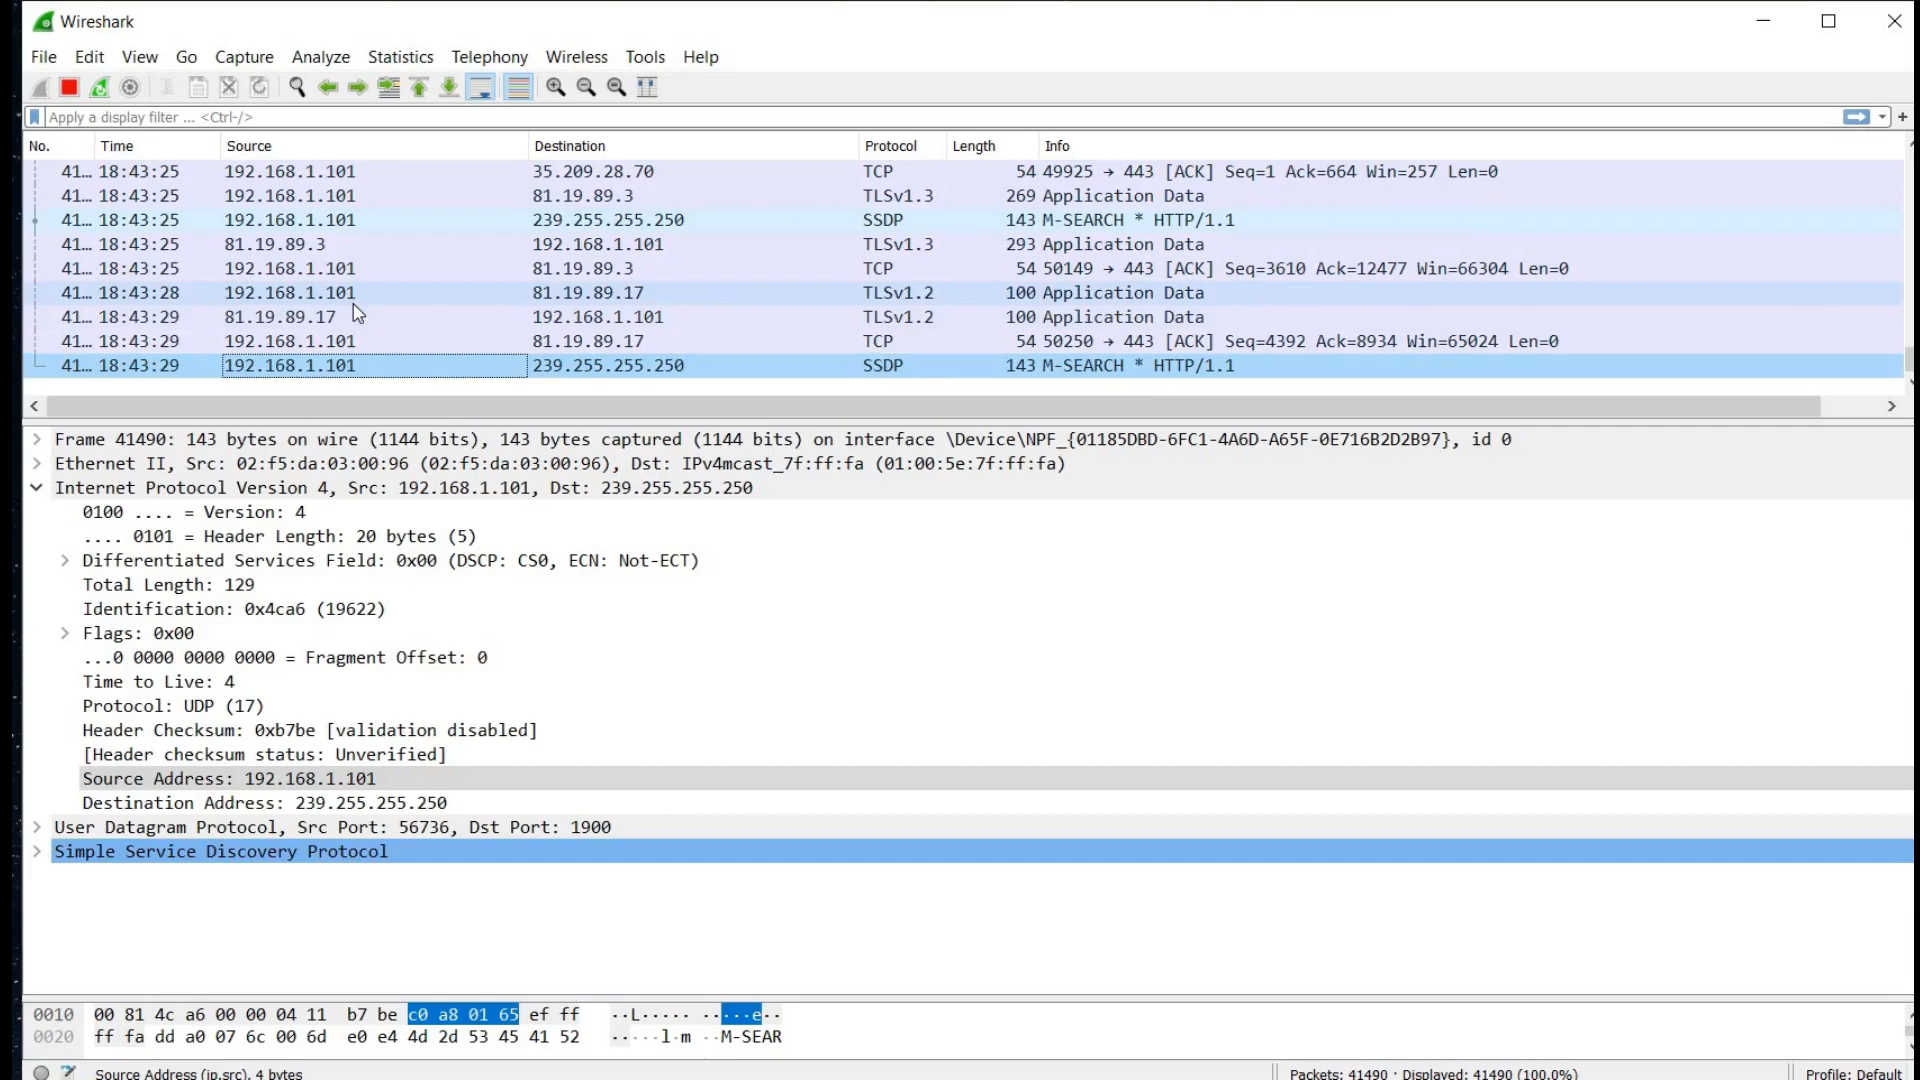 Wireshark
File Edit View Go Capture Analyze Statistics Telephony Wireless Tools Help
Apply a display filter ... <Ctrl-/>
No. Time Source Destination Protocol Length Info
41... 18:43:25 192.168.1.101 35.209.28.70 TCP 54 49925 → 443 [ACK] Seq=1 Ack=664 Win=257 Len=0
41... 18:43:25 192.168.1.101 81.19.89.3 TLSv1.3 269 Application Data
41... 18:43:25 192.168.1.101 239.255.255.250 SSDP 143 M-SEARCH * HTTP/1.1
41... 18:43:25 81.19.89.3 192.168.1.101 TLSv1.3 293 Application Data
41... 18:43:25 192.168.1.101 81.19.89.3 TCP 54 50149 → 443 [ACK] Seq=3610 Ack=12477 Win=66304 Len=0
41... 18:43:28 192.168.1.101 81.19.89.17 TLSv1.2 100 Application Data
41... 18:43:29 81.19.89.17 192.168.1.101 TLSv1.2 100 Application Data
41... 18:43:29 192.168.1.101 81.19.89.17 TCP 54 50250 → 443 [ACK] Seq=4392 Ack=8934 Win=65024 Len=0
41... 18:43:29 192.168.1.101 239.255.255.250 SSDP 143 M-SEARCH * HTTP/1.1
Frame 41490: 143 bytes on wire (1144 bits), 143 bytes captured (1144 bits) on interface \Device\NPF_{01185DBD-6FC1-4A6D-A65F-0E716B2D2B97}, id 0
Ethernet II, Src: 02:f5:da:03:00:96 (02:f5:da:03:00:96), Dst: IPv4mcast_7f:ff:fa (01:00:5e:7f:ff:fa)
Internet Protocol Version 4, Src: 192.168.1.101, Dst: 239.255.255.250
0100 .... = Version: 4
.... 0101 = Header Length: 20 bytes (5)
Differentiated Services Field: 0x00 (DSCP: CS0, ECN: Not-ECT)
Total Length: 129
Identification: 0x4ca6 (19622)
Flags: 0x00
...0 0000 0000 0000 = Fragment Offset: 0
Time to Live: 4
Protocol: UDP (17)
Header Checksum: 0xb7be [validation disabled]
[Header checksum status: Unverified]
Source Address: 192.168.1.101
Destination Address: 239.255.255.250
User Datagram Protocol, Src Port: 56736, Dst Port: 1900
Simple Service Discovery Protocol
0010 00 81 4c a6 00 00 04 11 b7 be c0 a8 01 65 ef ff ··L····· ·····e··
0020 ff fa dd a0 07 6c 00 6d e0 e4 4d 2d 53 45 41 52 ·····l·m ··M-SEAR
Source Address (ip.src), 4 bytes Packets: 41490 · Displayed: 41490 (100.0%) Profile: Default